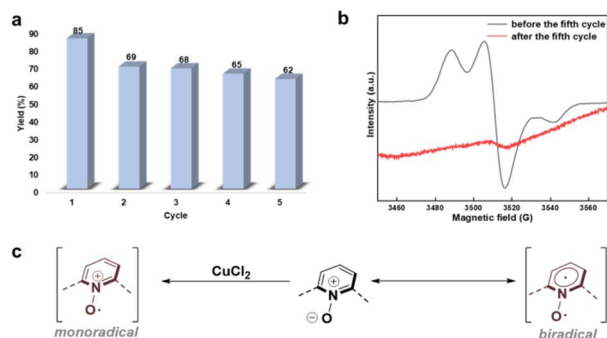 a
90
80
70
60
50
40
30
20
10
0
Yield (%)
85
69
68
65
62
1 2 3 4 5
Cycle
b
before the fifth cycle
after the fifth cycle
Intensity (a.u.)
3460 3480 3500 3520 3540 3560
Magnetic field (G)
c
⊕
N
O•
monoradical
CuCl2
⊕
N
⊖ O
•
N
O•
biradical